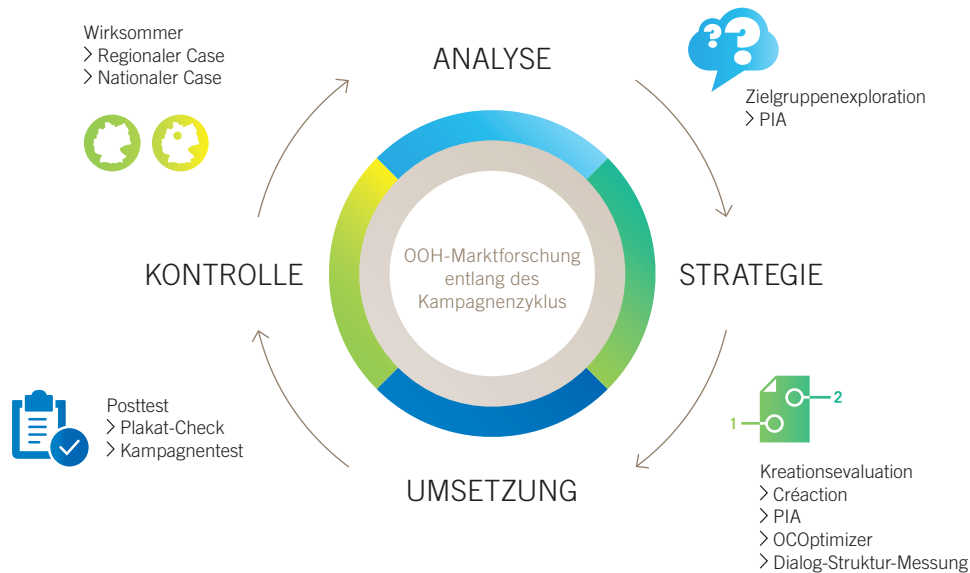 Wirksommer
> Regionaler Case
> Nationaler Case
ANALYSE
? ?
Zielgruppenexploration
> PIA
KONTROLLE
OOH-Marktforschung
entlang des
Kampagnenzyklus
STRATEGIE
Posttest
> Plakat-Check
> Kampagnentest
UMSETZUNG
2
1
Kreationsevaluation
> Créaction
> PIA
> OCOptimizer
> Dialog-Struktur-Messung